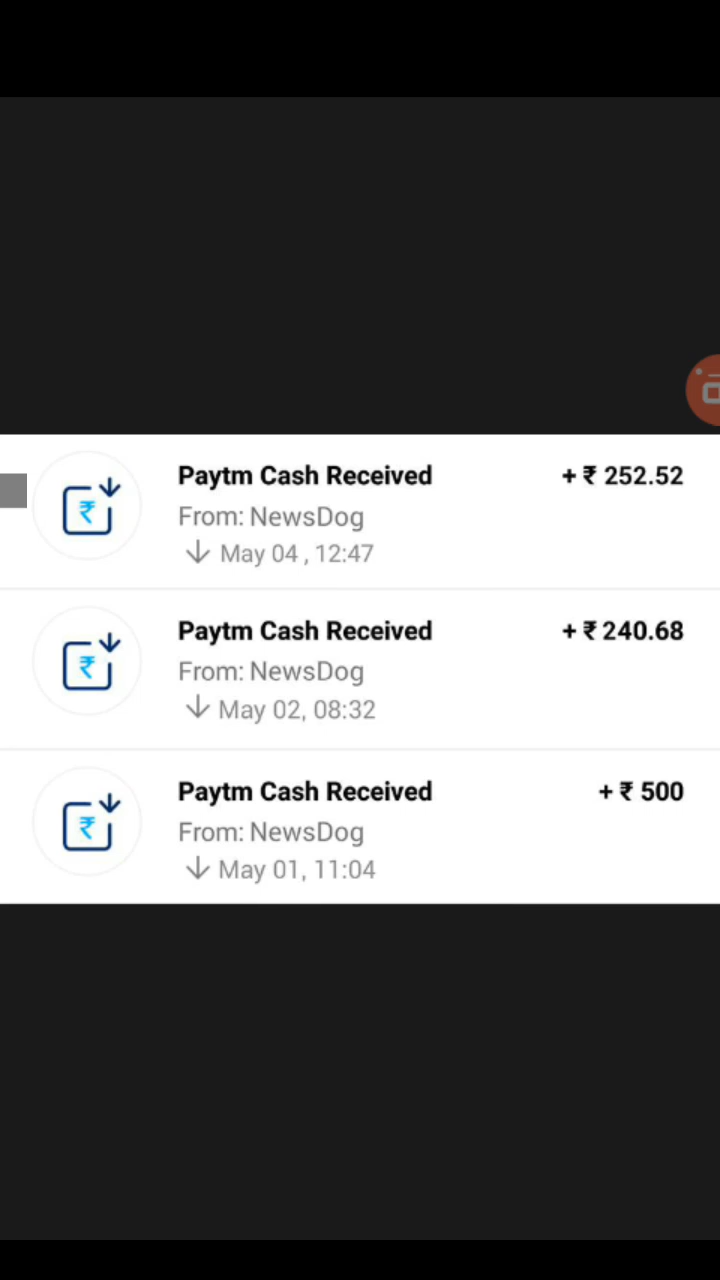 Paytm Cash Received + ₹ 252.52
From: NewsDog
May 04 , 12:47
Paytm Cash Received + ₹ 240.68
From: NewsDog
May 02, 08:32
Paytm Cash Received + ₹ 500
From: NewsDog
May 01, 11:04